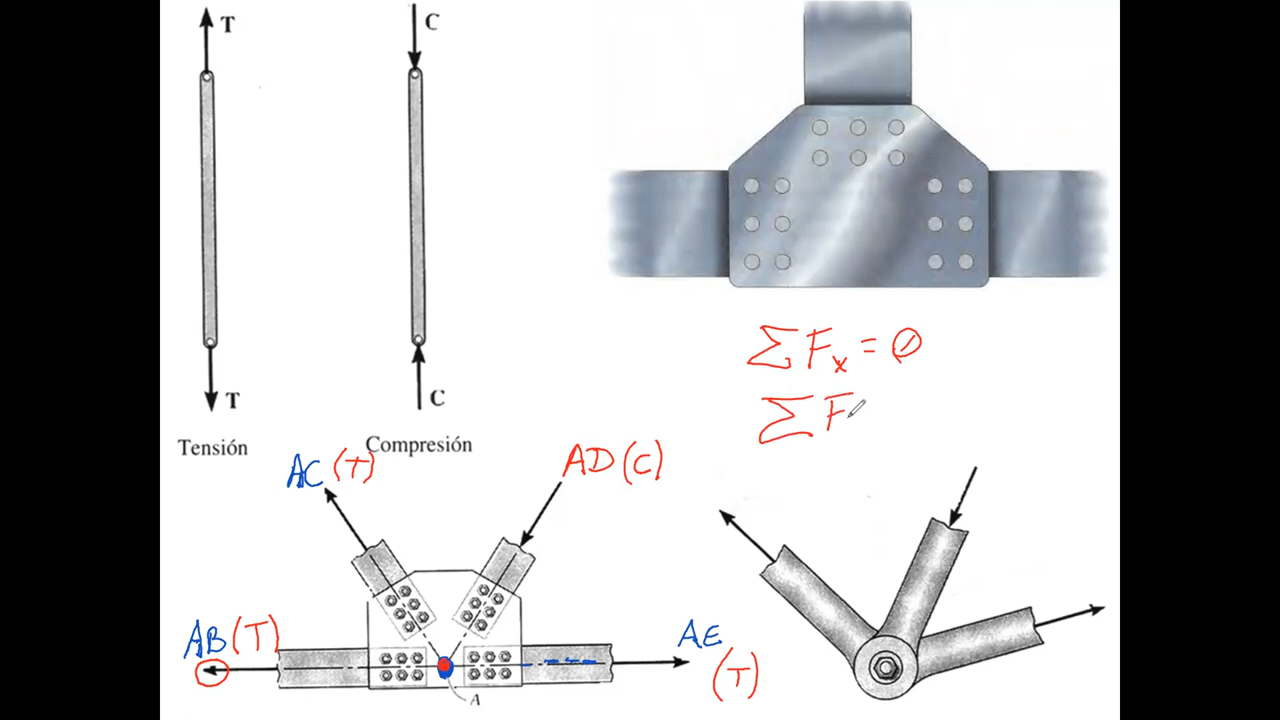 T
C
T
C
Tensión
Compresión
ΣFx = 0
ΣF
AC (T)
AD (C)
AB (T)
AE
(T)
A